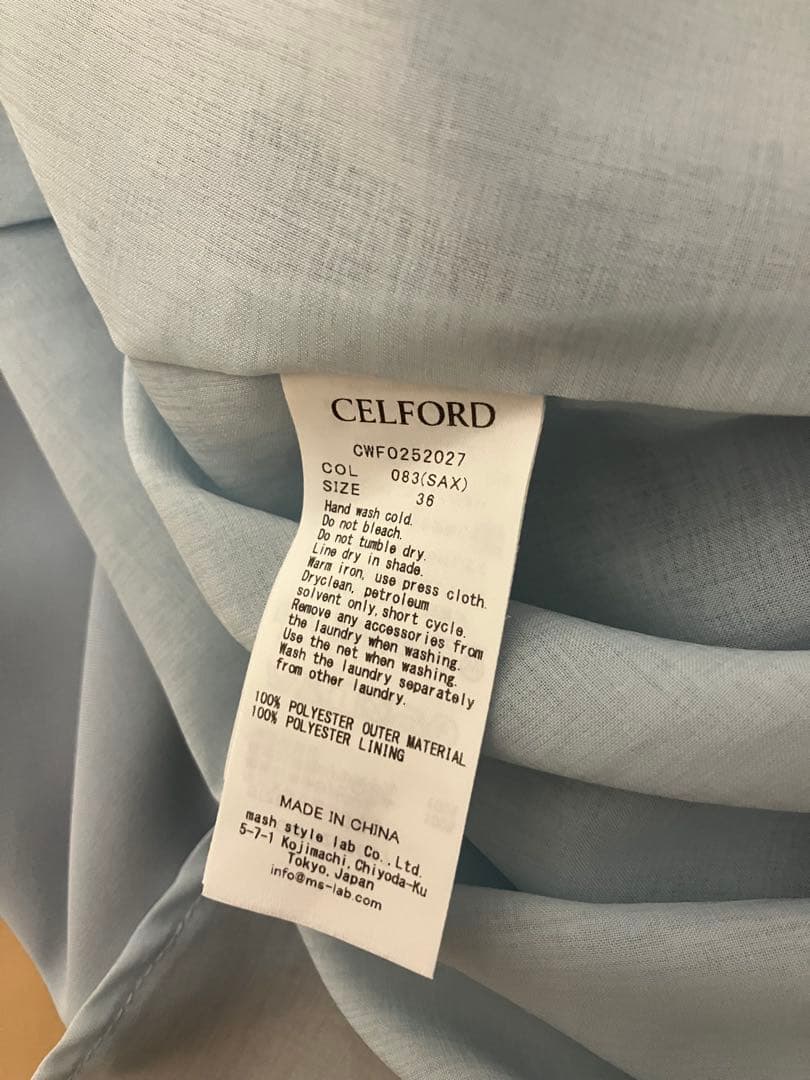 CELFORD
CWFO252027
COL 083(SAX)
SIZE 36
Hand wash cold.
Do not bleach.
Do not tumble dry.
Line dry in shade.
Warm iron, use press cloth.
Dryclean, petroleum
solvent only, short cycle.
Remove any accessories from
the laundry when washing.
Use the net when washing.
Wash the laundry separately
from other laundry.
100% POLYESTER OUTER MATERIAL
100% POLYESTER LINING
MADE IN CHINA
mash style lab Co., Ltd.
5-7-1 Kojimachi, Chiyoda-Ku
Tokyo, Japan
info@ms-lab.com